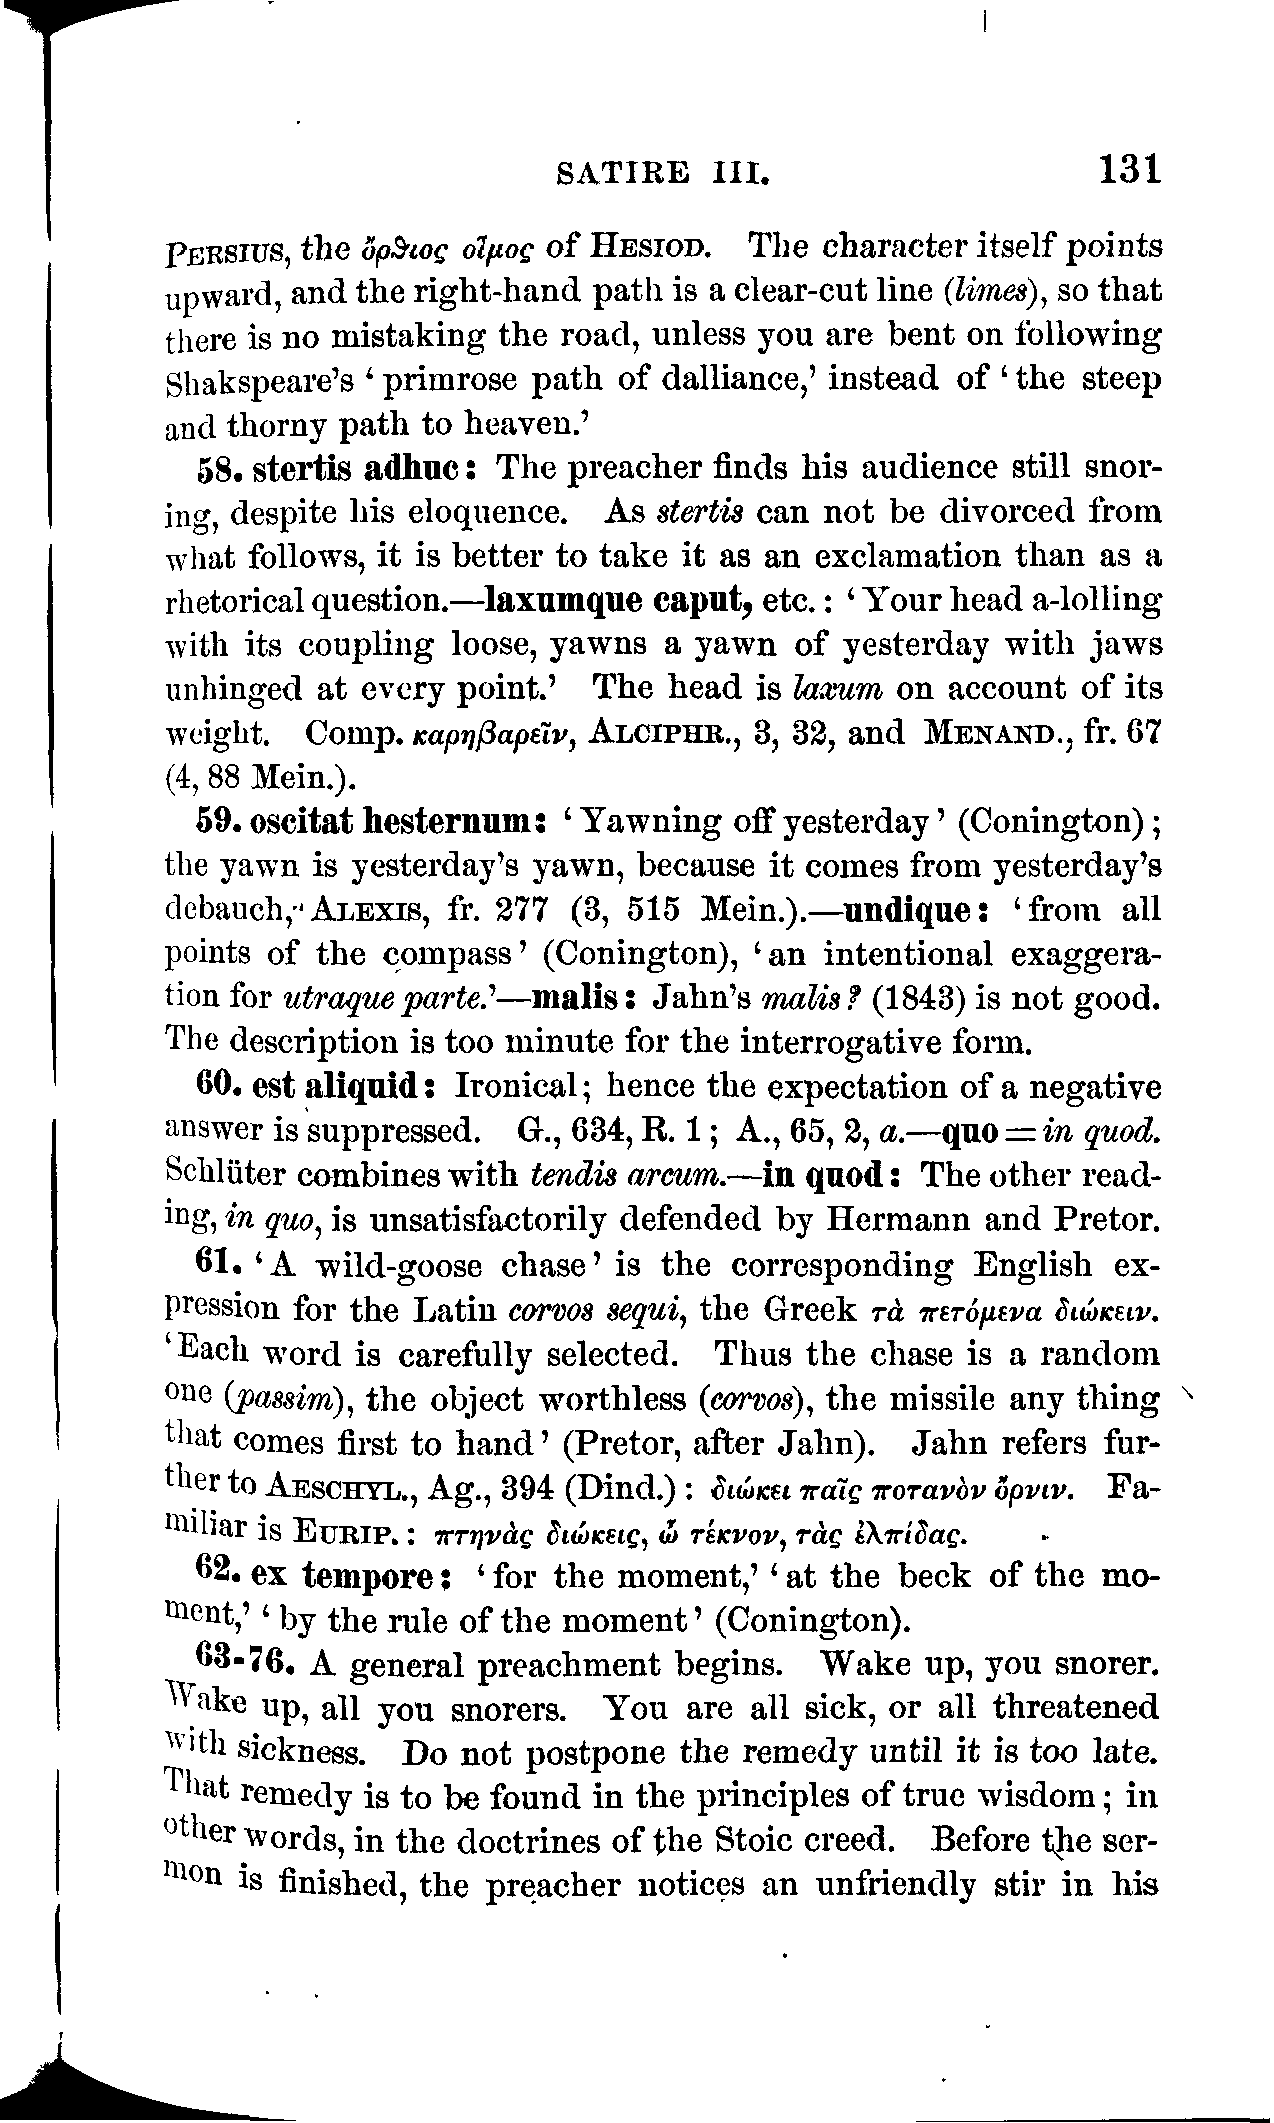 SATIRE III. 131
PERSIUS, the ὄρϑιος οἶμος of HESIOD. The character itself points
upward, and the right-hand path is a clear-cut line (limes), so that
there is no mistaking the road, unless you are bent on following
Shakspeare's ‘primrose path of dalliance,’ instead of ‘the steep
and thorny path to heaven.’
58. stertis adhuc: The preacher finds his audience still snor-
ing, despite his eloquence. As stertis can not be divorced from
what follows, it is better to take it as an exclamation than as a
rhetorical question.—laxumque caput, etc.: ‘Your head a-lolling
with its coupling loose, yawns a yawn of yesterday with jaws
unhinged at every point.’ The head is laxum on account of its
weight. Comp. καρηβαρεῖν, ALCIPHR., 3, 32, and MENAND., fr. 67
(4, 88 Mein.).
59. oscitat hesternum: ‘Yawning off yesterday’ (Conington);
the yawn is yesterday's yawn, because it comes from yesterday's
debauch, ALEXIS, fr. 277 (3, 515 Mein.).—undique: ‘from all
points of the compass’ (Conington), ‘an intentional exaggera-
tion for utraque parte.’—malis: Jahn's malis? (1843) is not good.
The description is too minute for the interrogative form.
60. est aliquid: Ironical; hence the expectation of a negative
answer is suppressed. G., 634, R. 1; A., 65, 2, a.—quo = in quod.
Schlüter combines with tendis arcum.—in quod: The other read-
ing, in quo, is unsatisfactorily defended by Hermann and Pretor.
61. ‘A wild-goose chase’ is the corresponding English ex-
pression for the Latin corvos sequi, the Greek τὰ πετόμενα διώκειν.
‘Each word is carefully selected. Thus the chase is a random
one (passim), the object worthless (corvos), the missile any thing
that comes first to hand’ (Pretor, after Jahn). Jahn refers fur-
ther to AESCHYL., Ag., 394 (Dind.): διώκει παῖς ποτανὸν ὄρνιν. Fa-
miliar is EURIP.: πτηνὰς διώκεις, ὦ τέκνον, τὰς ἐλπίδας.
62. ex tempore: ‘for the moment,’ ‘at the beck of the mo-
ment,’ ‘by the rule of the moment’ (Conington).
63-76. A general preachment begins. Wake up, you snorer.
Wake up, all you snorers. You are all sick, or all threatened
with sickness. Do not postpone the remedy until it is too late.
That remedy is to be found in the principles of true wisdom; in
other words, in the doctrines of the Stoic creed. Before the ser-
mon is finished, the preacher notices an unfriendly stir in his